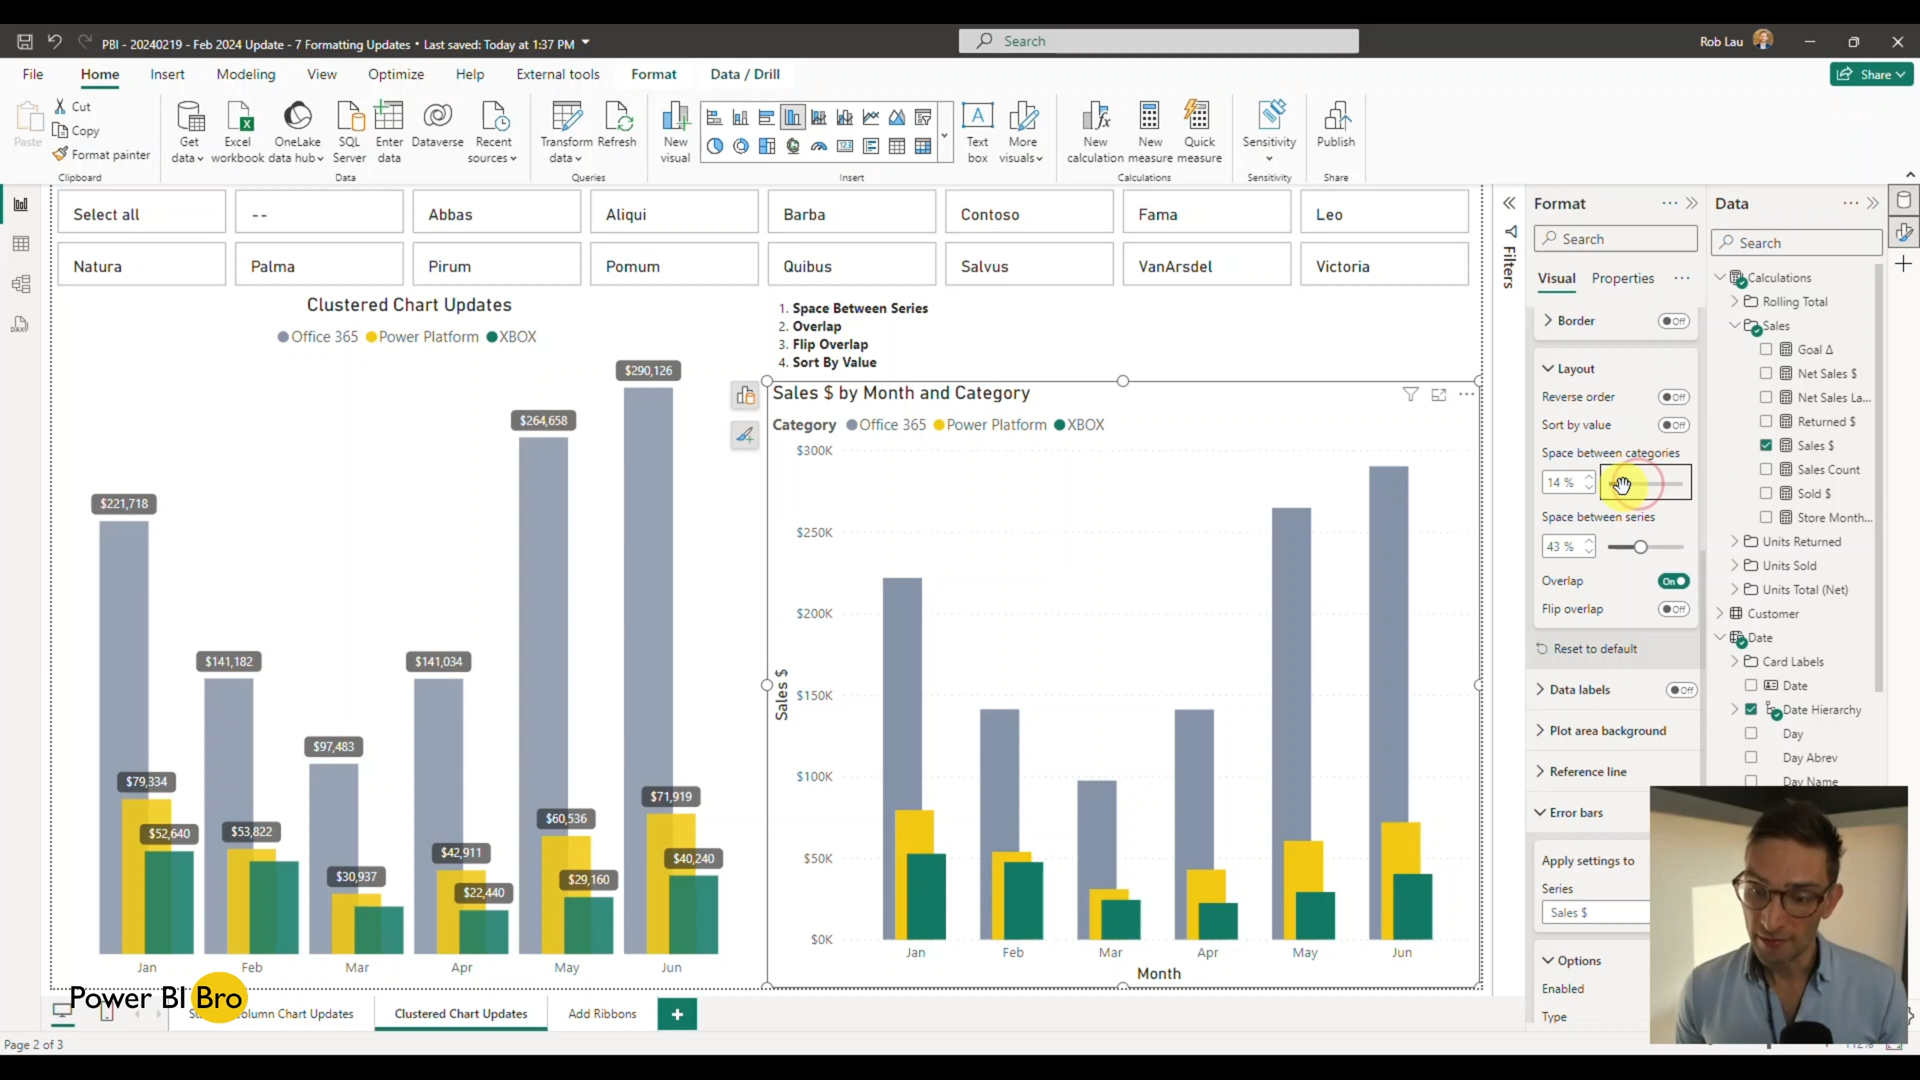 PBI - 20240219 - Feb 2024 Update - 7 Formatting Updates • Last saved: Today at 1:37 PM
Search
Rob Lau
File Home Insert Modeling View Optimize Help External tools Format Data / Drill
Share
Paste
Cut
Copy
Format painter
Clipboard
Get data
Excel workbook
OneLake data hub
SQL Server
Enter data
Dataverse
Recent sources
Data
Transform data
Refresh
Queries
New visual
Text box
More visuals
Insert
New calculation
New measure
Quick measure
Calculations
Sensitivity
Sensitivity
Publish
Share
Select all -- Abbas Aliqui Barba Contoso Fama Leo
Natura Palma Pirum Pomum Quibus Salvus VanArsdel Victoria
Clustered Chart Updates
Office 365 Power Platform XBOX
$290,126
$264,658
$221,718
$141,182
$141,034
$97,483
$79,334
$71,919
$60,536
$52,640
$53,822
$42,911
$40,240
$30,937
$29,160
$22,440
Jan Feb Mar Apr May Jun
1. Space Between Series
2. Overlap
3. Flip Overlap
4. Sort By Value
Sales $ by Month and Category
Category Office 365 Power Platform XBOX
$300K
$250K
$200K
$150K
$100K
$50K
$0K
Sales $
Jan Feb Mar Apr May Jun
Month
Filters
Format
Search
Visual Properties
Border Off
Layout
Reverse order Off
Sort by value Off
Space between categories
14 %
Space between series
43 %
Overlap On
Flip overlap Off
Reset to default
Data labels Off
Plot area background
Reference line
Error bars
Apply settings to
Series
Sales $
Options
Enabled
Type
Data
Search
Calculations
Rolling Total
Sales
Goal Δ
Net Sales $
Net Sales La...
Returned $
Sales $
Sales Count
Sold $
Store Month...
Units Returned
Units Sold
Units Total (Net)
Customer
Date
Card Labels
Date
Date Hierarchy
Day
Day Abrev
Day Name
Power BI Bro
Column Chart Updates
Clustered Chart Updates
Add Ribbons
Page 2 of 3